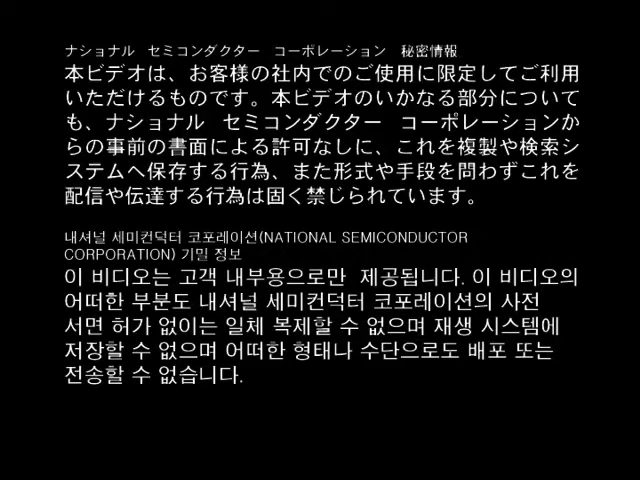 ナショナル　セミコンダクター　コーポレーション　秘密情報
本ビデオは、お客様の社内でのご使用に限定してご利用
いただけるものです。本ビデオのいかなる部分について
も、ナショナル　セミコンダクター　コーポレーションか
らの事前の書面による許可なしに、これを複製や検索シ
ステムへ保存する行為、また形式や手段を問わずこれを
配信や伝達する行為は固く禁じられています。
내셔널 세미컨덕터 코포레이션(NATIONAL SEMICONDUCTOR
CORPORATION) 기밀 정보
이 비디오는 고객 내부용으로만  제공됩니다. 이 비디오의
어떠한 부분도 내셔널 세미컨덕터 코포레이션의 사전
서면 허가 없이는 일체 복제할 수 없으며 재생 시스템에
저장할 수 없으며 어떠한 형태나 수단으로도 배포 또는
전송할 수 없습니다.